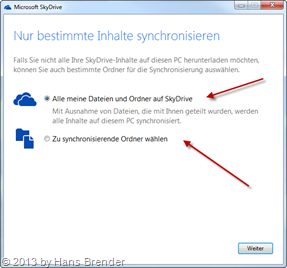 Microsoft SkyDrive
Nur bestimmte Inhalte synchronisieren
Falls Sie nicht alle Ihre SkyDrive-Inhalte auf diesen PC herunterladen möchten,
können Sie auch bestimmte Ordner für die Synchronisierung auswählen.
Alle meine Dateien und Ordner auf SkyDrive
Mit Ausnahme von Dateien, die mit Ihnen geteilt wurden, werden
alle Inhalte auf diesem PC synchronisiert.
Zu synchronisierende Ordner wählen
Weiter
© 2013 by Hans Brender